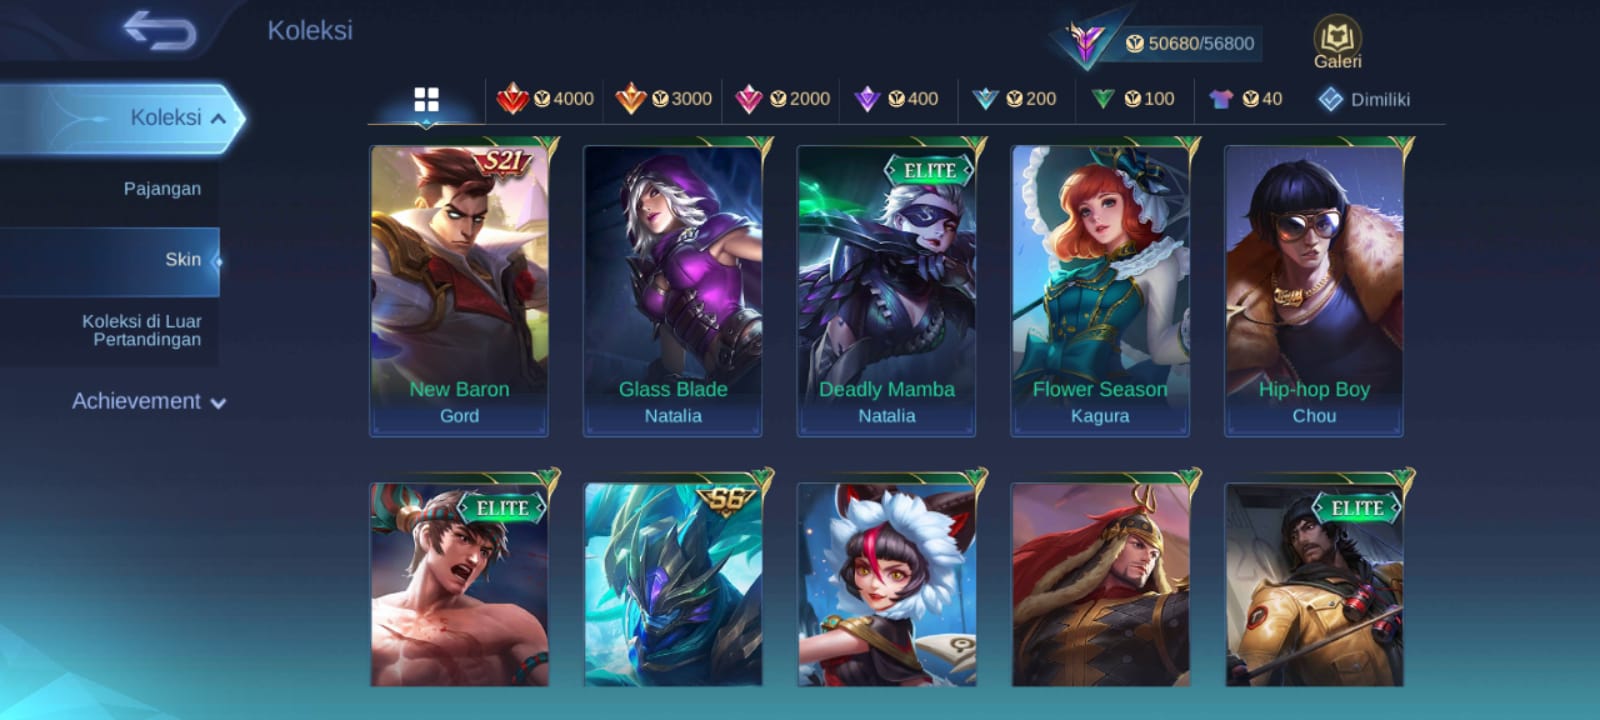 Koleksi
50680/56800
Galeri
4000
3000
2000
400
200
100
40
Dimiliki
Koleksi
Pajangan
Skin
Koleksi di Luar
Pertandingan
Achievement
S21
New Baron
Gord
Glass Blade
Natalia
ELITE
Deadly Mamba
Natalia
Flower Season
Kagura
Hip-hop Boy
Chou
ELITE
S6
ELITE